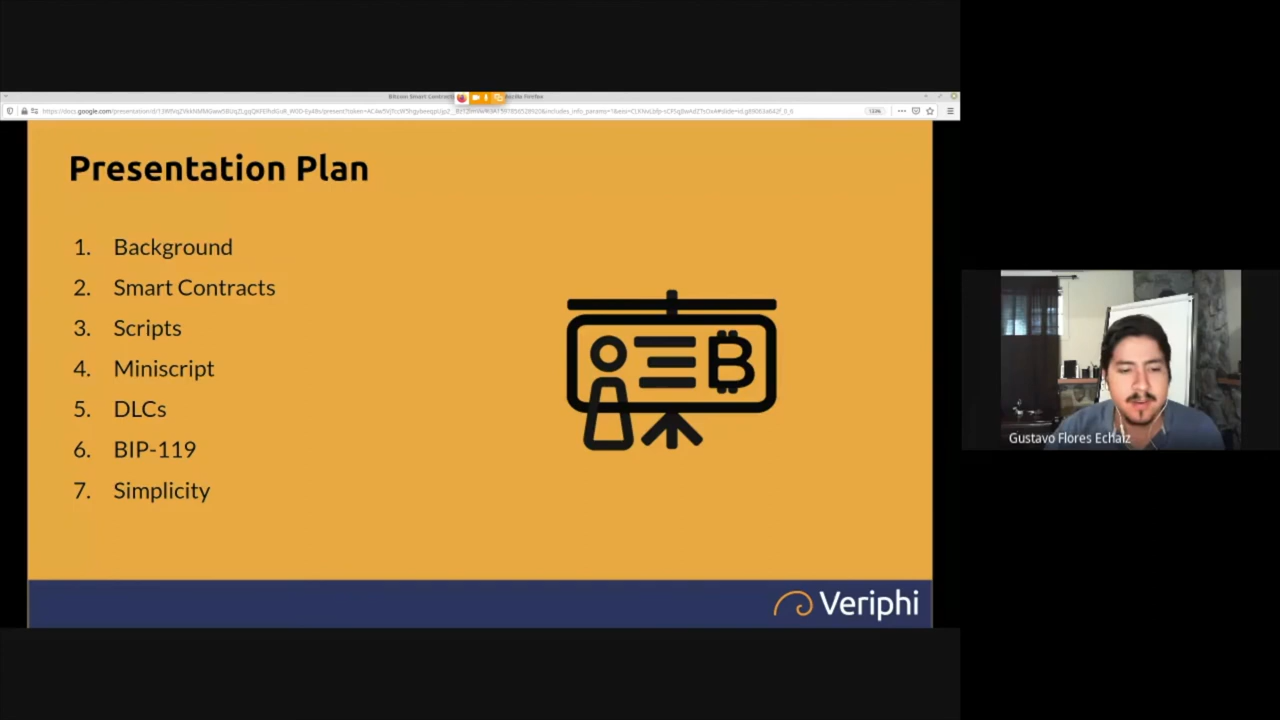 Presentation Plan
1. Background
2. Smart Contracts
3. Scripts
4. Miniscript
5. DLCs
6. BIP-119
7. Simplicity
Veriphi
Gustavo Flores Echaiz